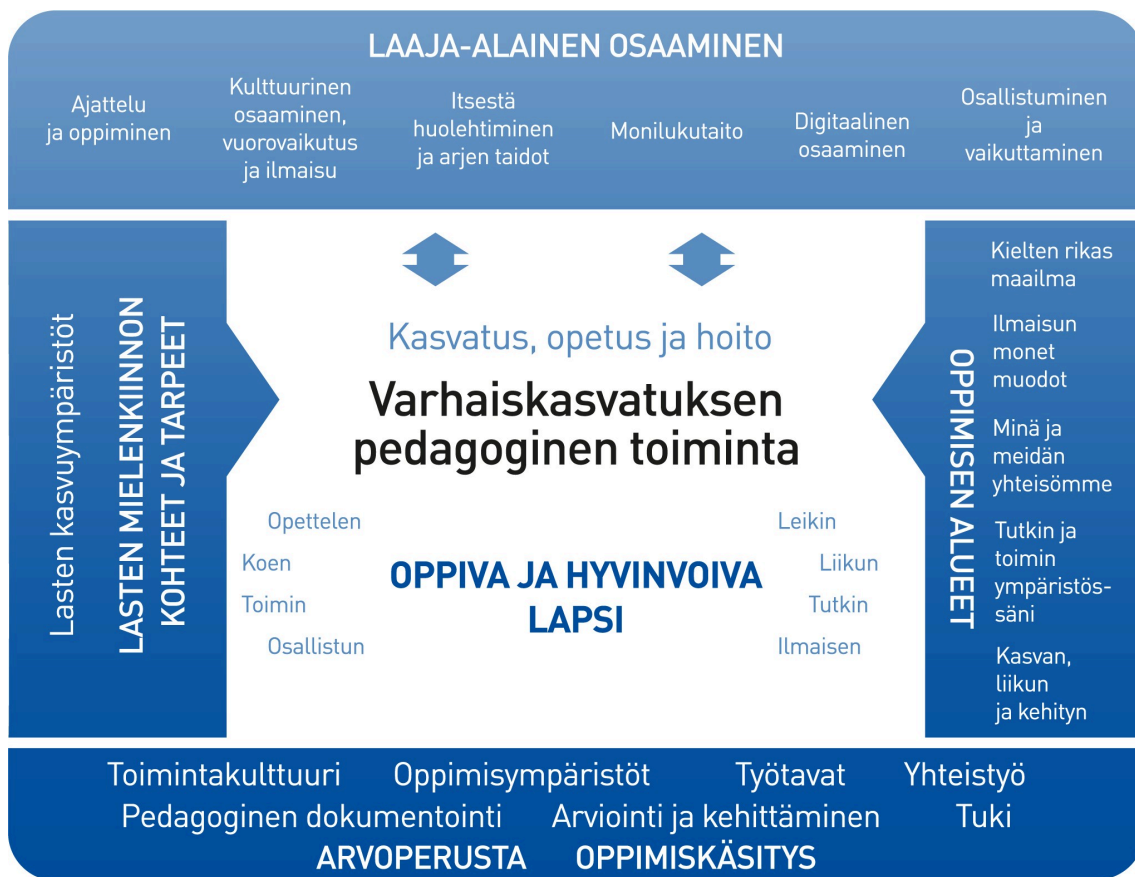 LAAJA-ALAINEN OSAAMINEN
Ajattelu
ja oppiminen
Kulttuurinen
osaaminen,
vuorovaikutus
ja ilmaisu
Itsestä
huolehtiminen
ja arjen taidot
Monilukutaito
Digitaalinen
osaaminen
Osallistuminen
ja
vaikuttaminen
Lasten kasvuympäristöt
LASTEN MIELENKIINNON
KOHTEET JA TARPEET
Kasvatus, opetus ja hoito
Varhaiskasvatuksen
pedagoginen toiminta
Opettelen
Koen
Toimin
Osallistun
OPPIVA JA HYVINVOIVA
LAPSI
Leikin
Liikun
Tutkin
Ilmaisen
OPPIMISEN ALUEET
Kielten rikas
maailma
Ilmaisun
monet
muodot
Minä ja
meidän
yhteisömme
Tutkin ja
toimin
ympäristös-
säni
Kasvan,
liikun
ja kehityn
Toimintakulttuuri Oppimisympäristöt Työtavat Yhteistyö
Pedagoginen dokumentointi Arviointi ja kehittäminen Tuki
ARVOPERUSTA OPPIMISKÄSITYS